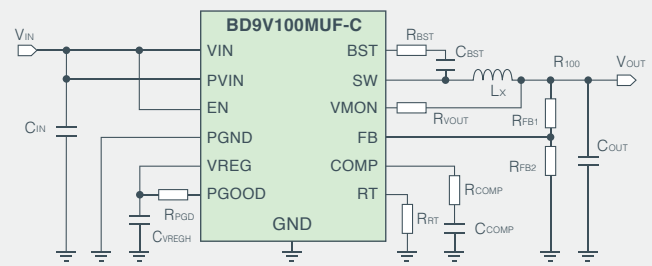 BD9V100MUF-C
VIN
VIN
BST
RBST
CBST
PVIN
SW
LX
R100
VOUT
EN
VMON
RVOUT
RFB1
CIN
PGND
FB
COUT
VREG
COMP
RFB2
PGOOD
RT
RCOMP
RPGD
GND
RRT
CCOMP
CVREGH